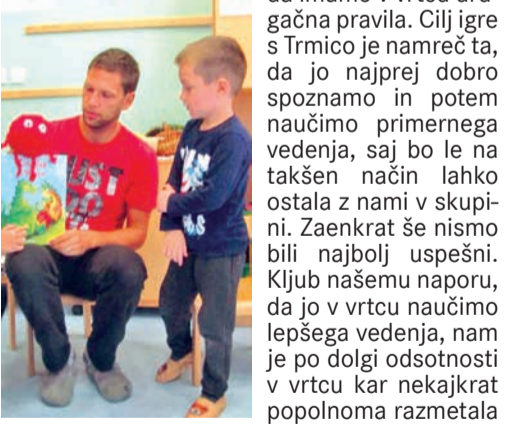 da imamo v vrtcu dru-
gačna pravila. Cilj igre
s Trmico je namreč ta,
da jo najprej dobro
spoznamo in potem
naučimo primernega
vedenja, saj bo le na
takšen način lahko
ostala z nami v skupi-
ni. Zaenkrat še nismo
bili najbolj uspešni.
Kljub našemu naporu,
da jo v vrtcu naučimo
lepšega vedenja, nam
je po dolgi odsotnosti
v vrtcu kar nekajkrat
popolnoma razmetala